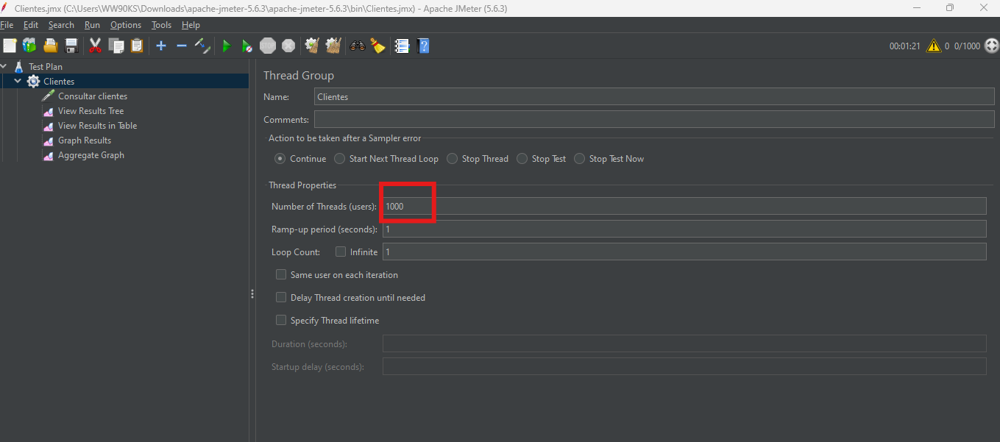 Clientes.jmx (C:\Users\WW90KS\Downloads\apache-jmeter-5.6.3\apache-jmeter-5.6.3\bin\Clientes.jmx) - Apache JMeter (5.6.3)
File Edit Search Run Options Tools Help
STOP 00:01:21 0 0/1000
Test Plan
Clientes
Consultar clientes
View Results Tree
View Results in Table
Graph Results
Aggregate Graph
Thread Group
Name: Clientes
Comments:
Action to be taken after a Sampler error
Continue Start Next Thread Loop Stop Thread Stop Test Stop Test Now
Thread Properties
Number of Threads (users): 1000
Ramp-up period (seconds): 1
Loop Count: Infinite 1
Same user on each iteration
Delay Thread creation until needed
Specify Thread lifetime
Duration (seconds):
Startup delay (seconds):